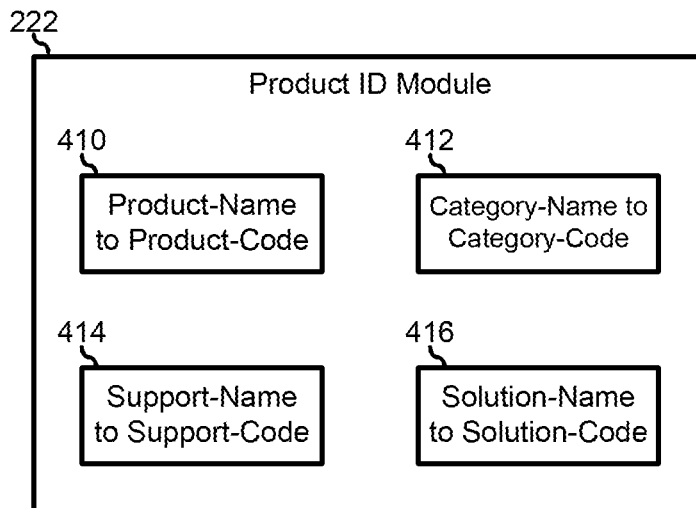 222
Product ID Module
410
412
Product-Name
to Product-Code
Category-Name to
Category-Code
414
416
Support-Name
to Support-Code
Solution-Name
to Solution-Code